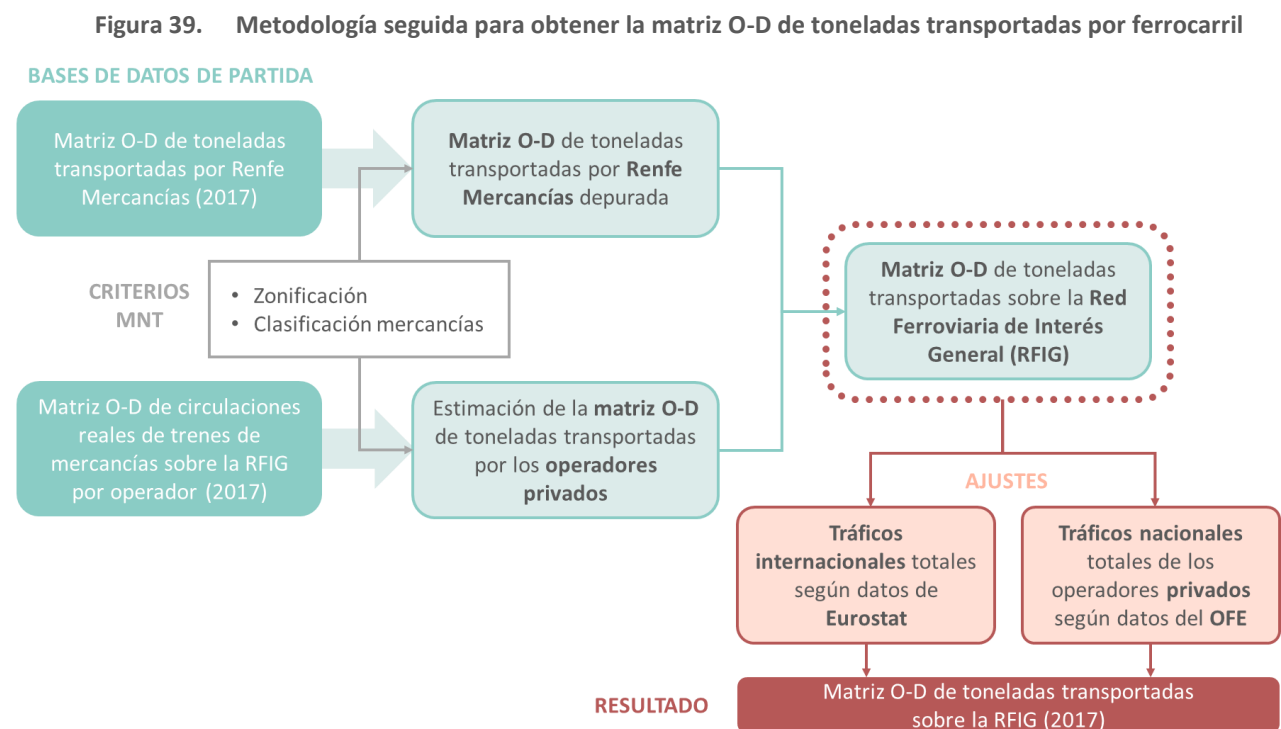 Figura 39. Metodología seguida para obtener la matriz O-D de toneladas transportadas por ferrocarril
BASES DE DATOS DE PARTIDA
Matriz O-D de toneladas
transportadas por Renfe
Mercancías (2017)
Matriz O-D de toneladas
transportadas por Renfe
Mercancías depurada
CRITERIOS
MNT
• Zonificación
• Clasificación mercancías
Matriz O-D de toneladas
transportadas sobre la Red
Ferroviaria de Interés
General (RFIG)
Matriz O-D de circulaciones
reales de trenes de
mercancías sobre la RFIG
por operador (2017)
Estimación de la matriz O-D
de toneladas transportadas
por los operadores
privados
AJUSTES
Tráficos
internacionales totales
según datos de
Eurostat
Tráficos nacionales
totales de los
operadores privados
según datos del OFE
RESULTADO
Matriz O-D de toneladas transportadas
sobre la RFIG (2017)